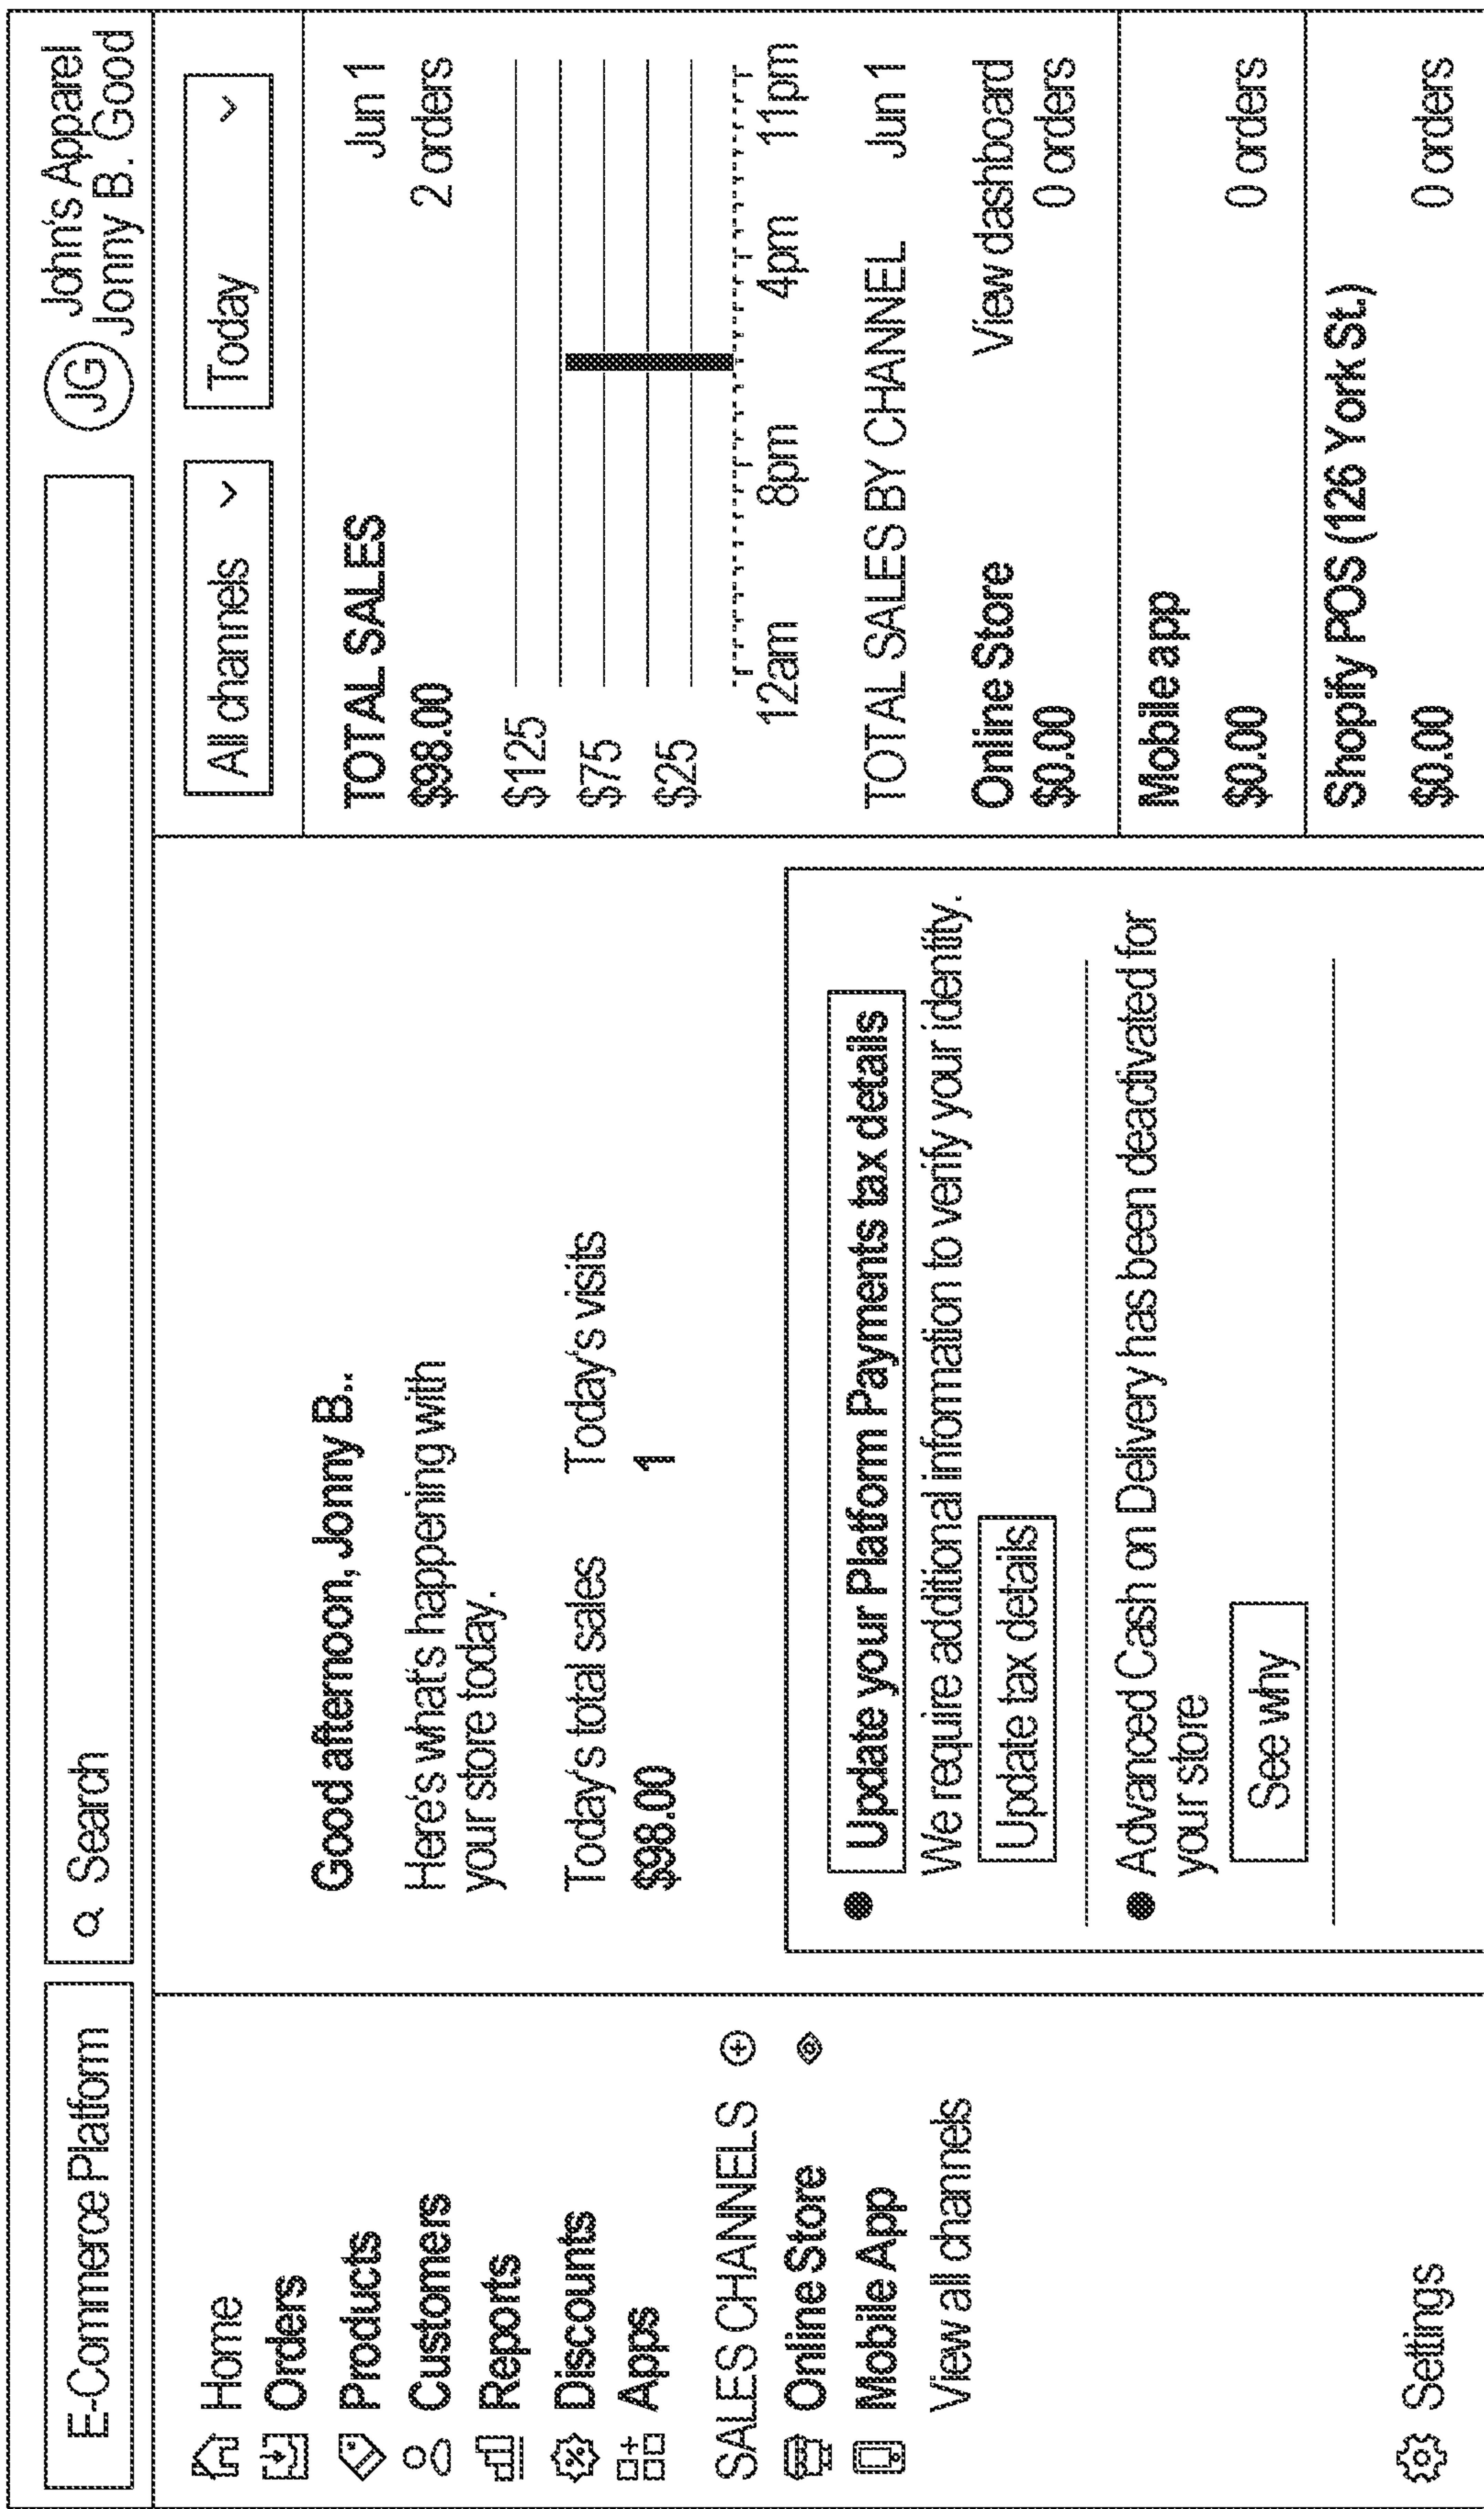 E-Commerce Platform
Search
JG
John's Apparel
Jonny B. Good
Home
Orders
Products
Customers
Reports
Discounts
Apps
SALES CHANNELS
Online Store
Mobile App
View all channels
Settings
Good afternoon, Jonny B..
Here's what's happening with
your store today.
Today's total sales Today's visits
$98.00 1
Update your Platform Payments tax details
We require additional information to verify your identity.
Update tax details
Advanced Cash on Delivery has been deactivated for
your store
See why
All channels Today
TOTAL SALES Jun 1
$98.00 2 orders
$125
$75
$25
12am 8pm 4pm 11pm
TOTAL SALES BY CHANNEL Jun 1
Online Store View dashboard
$0.00 0 orders
Mobile app
$0.00 0 orders
Shopify POS (126 York St.)
$0.00 0 orders